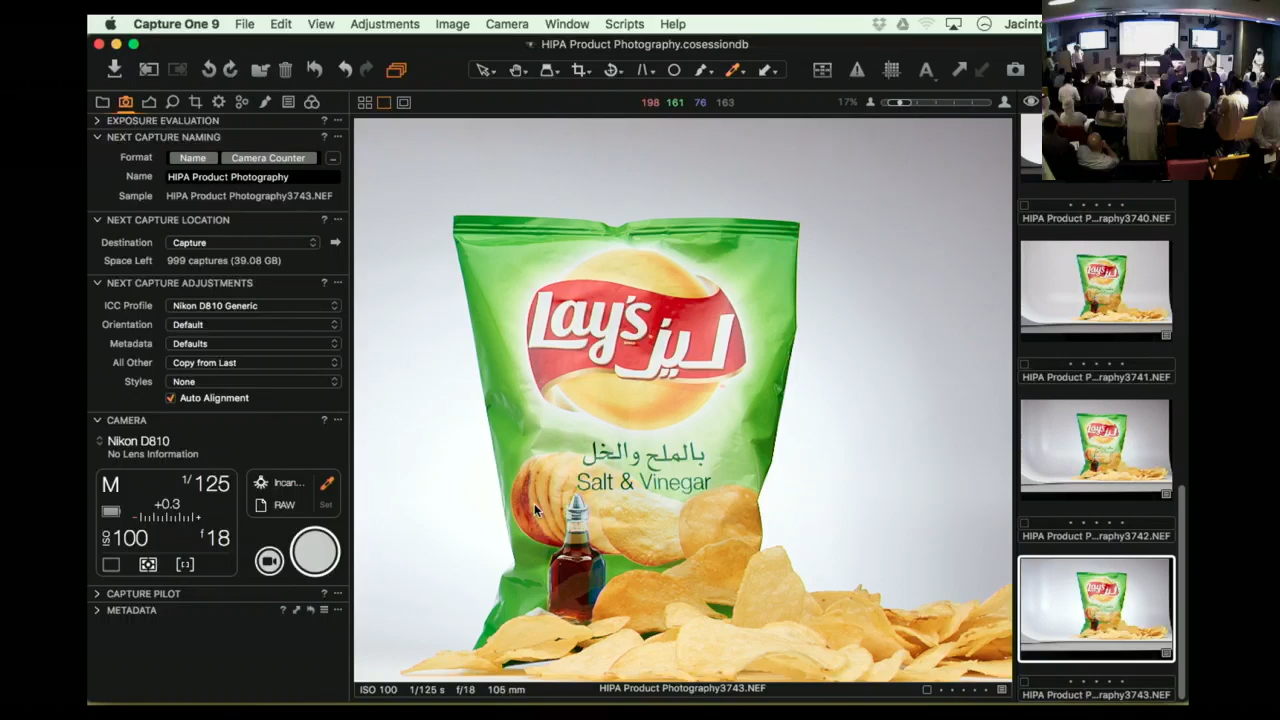 Capture One 9 File Edit View Adjustments Image Camera Window Scripts Help Jacinto
HIPA Product Photography.cosessiondb
198 161 76 163
17%
EXPOSURE EVALUATION
NEXT CAPTURE NAMING
Format Name Camera Counter
Name HIPA Product Photography
Sample HIPA Product Photography3743.NEF
NEXT CAPTURE LOCATION
Destination Capture
Space Left 999 captures (39.08 GB)
NEXT CAPTURE ADJUSTMENTS
ICC Profile Nikon D810 Generic
Orientation Default
Metadata Defaults
All Other Copy from Last
Styles None
Auto Alignment
CAMERA
Nikon D810
No Lens Information
M 1/125
+0.3
ISO 100 f 18
Incan...
RAW
Set
CAPTURE PILOT
METADATA
Lay's ليز
بالملح والخل
Salt & Vinegar
ISO 100 1/125 s f/18 105 mm HIPA Product Photography3743.NEF
HIPA Product P...raphy3740.NEF
HIPA Product P...raphy3741.NEF
HIPA Product P...raphy3742.NEF
HIPA Product P...raphy3743.NEF